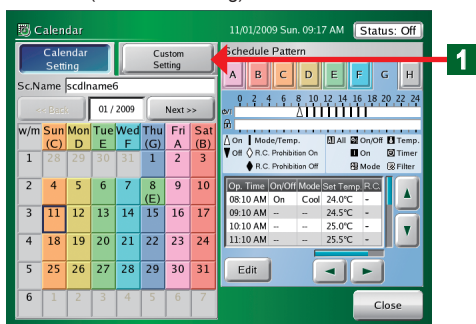 Calendar
11/01/2009 Sun. 09:17 AM
Status: Off
Calendar
Setting
Custom
Setting
1
Schedule Pattern
A B C D E F G H
Sc.Name scdlname6
<< Back 01 / 2009 Next >>
0 2 4 6 8 10 12 14 16 18 20 22 24
w/m Sun Mon Tue Wed Thu Fri Sat
(C) D E F (G) A (B)
1 28 29 30 31 1 2 3
2 4 5 6 7 8 9 10
(E)
3 11 12 13 14 15 16 17
4 18 19 20 21 22 23 24
5 25 26 27 28 29 30 31
6 1 2 3 4 5 6 7
On Mode/Temp. All On/Off Temp.
Off R.C. Prohibition On On Timer
R.C. Prohibition Off Mode Filter
Op. Time On/Off Mode Set Temp. R.C.
08:10 AM On Cool 24.0°C -
09:10 AM -- -- 24.5°C -
10:10 AM -- -- 25.0°C -
11:10 AM -- -- 25.5°C -
Edit
Close